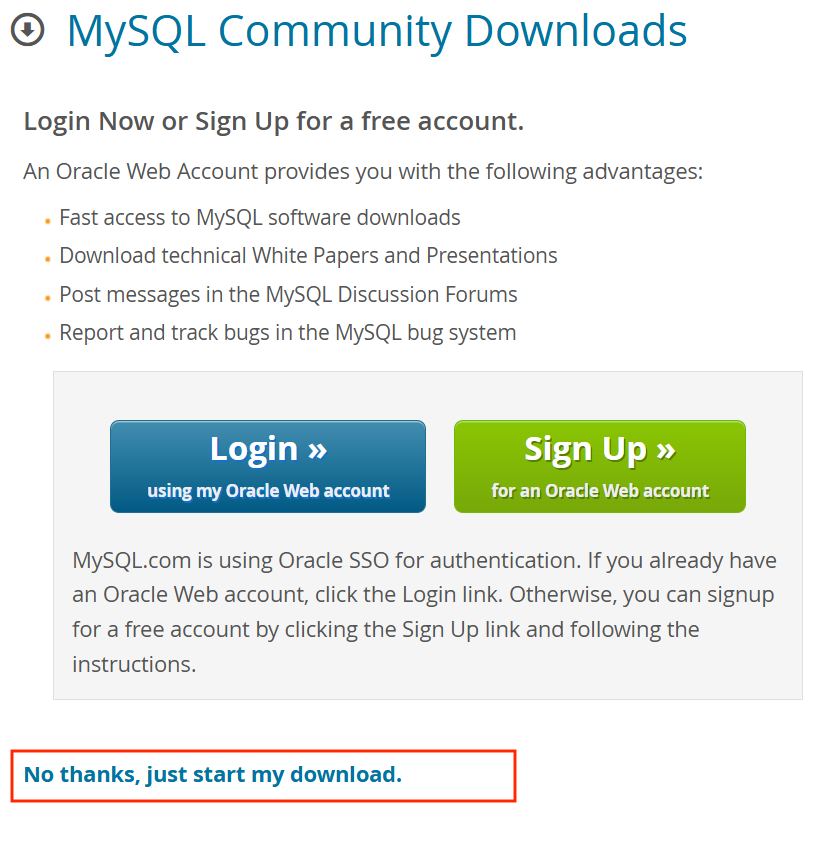 MySQL Community Downloads
Login Now or Sign Up for a free account.
An Oracle Web Account provides you with the following advantages:
Fast access to MySQL software downloads
Download technical White Papers and Presentations
Post messages in the MySQL Discussion Forums
Report and track bugs in the MySQL bug system
Login »
using my Oracle Web account
Sign Up »
for an Oracle Web account
MySQL.com is using Oracle SSO for authentication. If you already have
an Oracle Web account, click the Login link. Otherwise, you can signup
for a free account by clicking the Sign Up link and following the
instructions.
No thanks, just start my download.